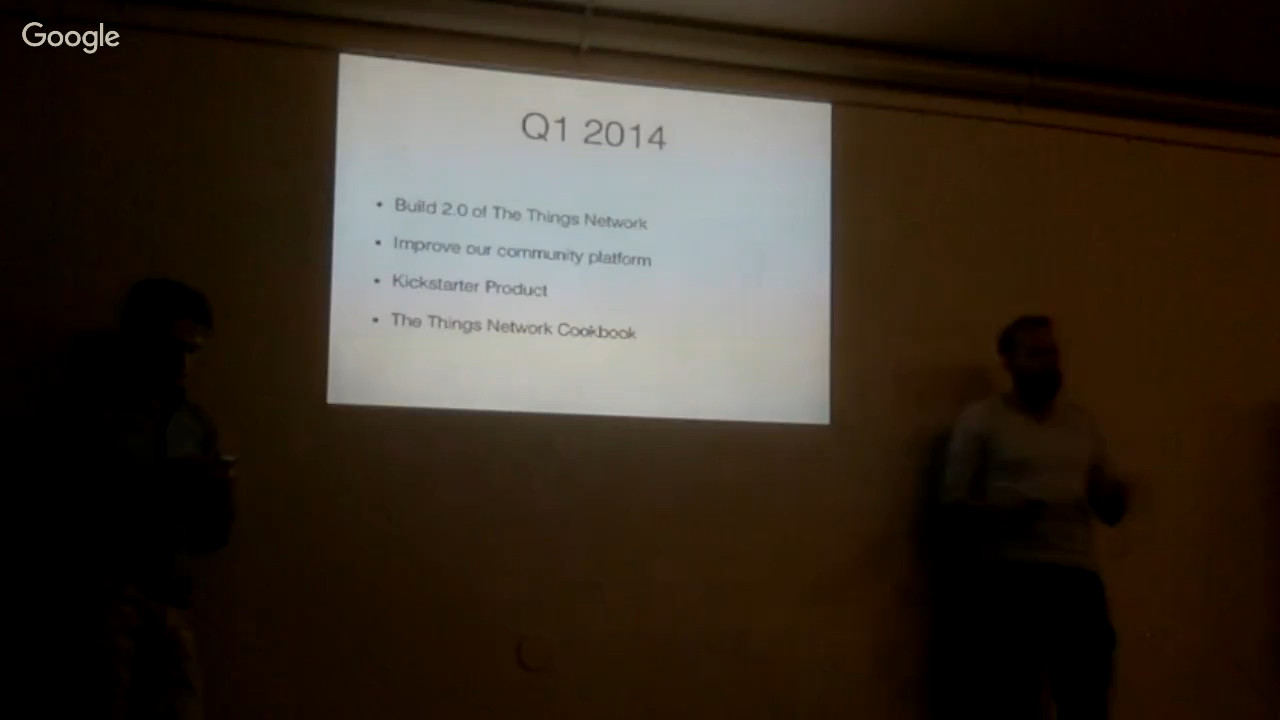 Google
Q1 2014
• Build 2.0 of The Things Network
• Improve our community platform
• Kickstarter Product
• The Things Network Cookbook